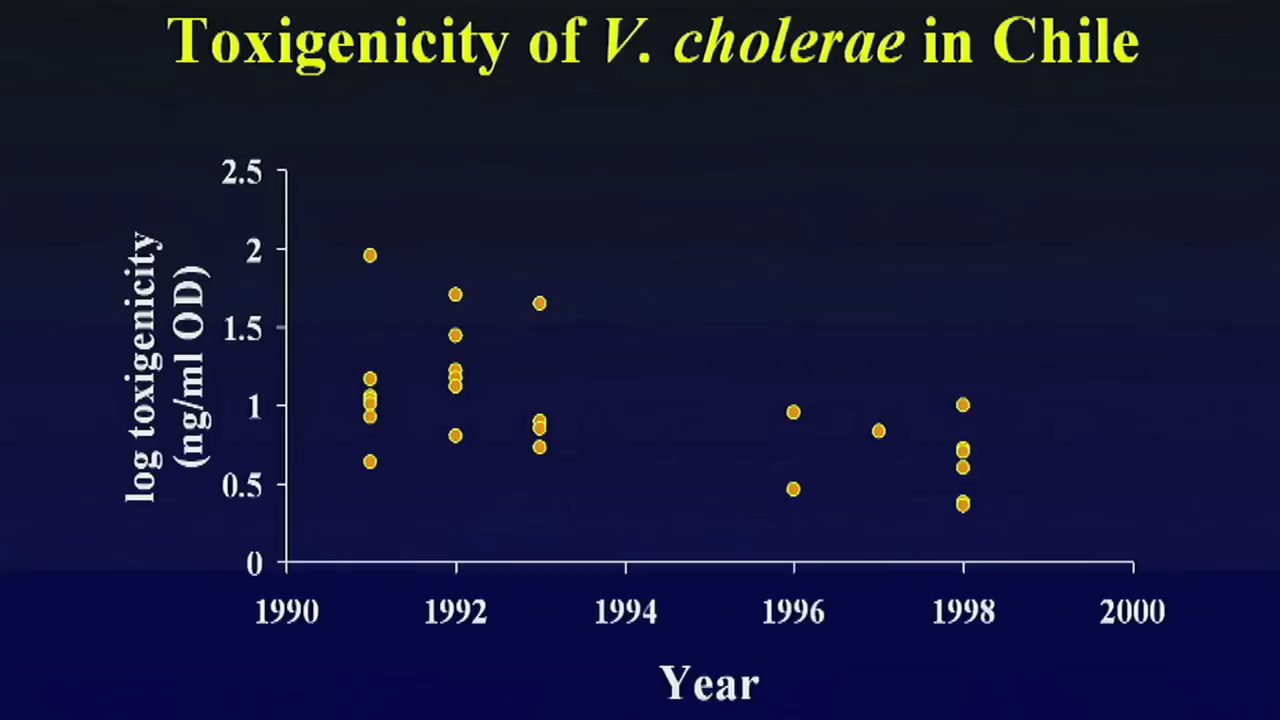 Toxigenicity of V. cholerae in Chile
log toxigenicity
(ng/ml OD)
2.5
2
1.5
1
0.5
0
1990 1992 1994 1996 1998 2000
Year